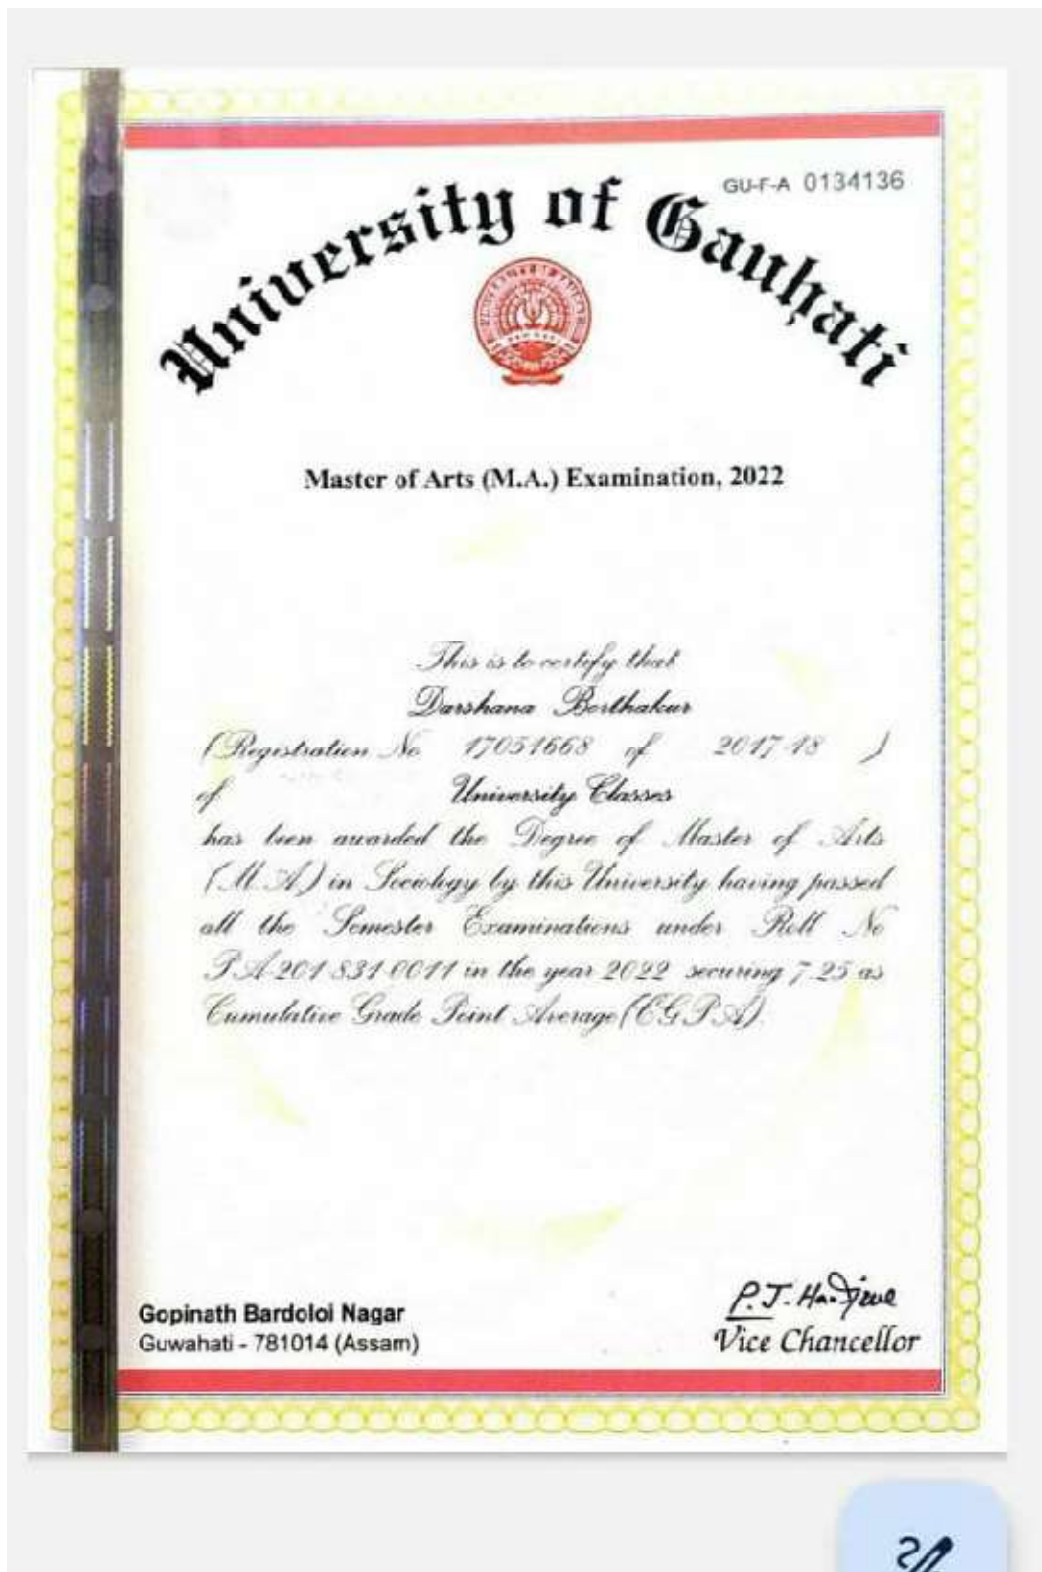 GU-F-A 0134136
University of Gauhati
Master of Arts (M.A.) Examination, 2022
This is to certify that
Darshana Borthakur
(Registration No 17051668 of 2017-18 )
of University Classes
has been awarded the Degree of Master of Arts
(M.A.) in Sociology by this University having passed
all the Semester Examinations under Roll No
PA-201-831-0011 in the year 2022 securing 7.25 as
Cumulative Grade Point Average (CGPA).
Gopinath Bardoloi Nagar
Guwahati - 781014 (Assam)
P.J. Handique
Vice Chancellor